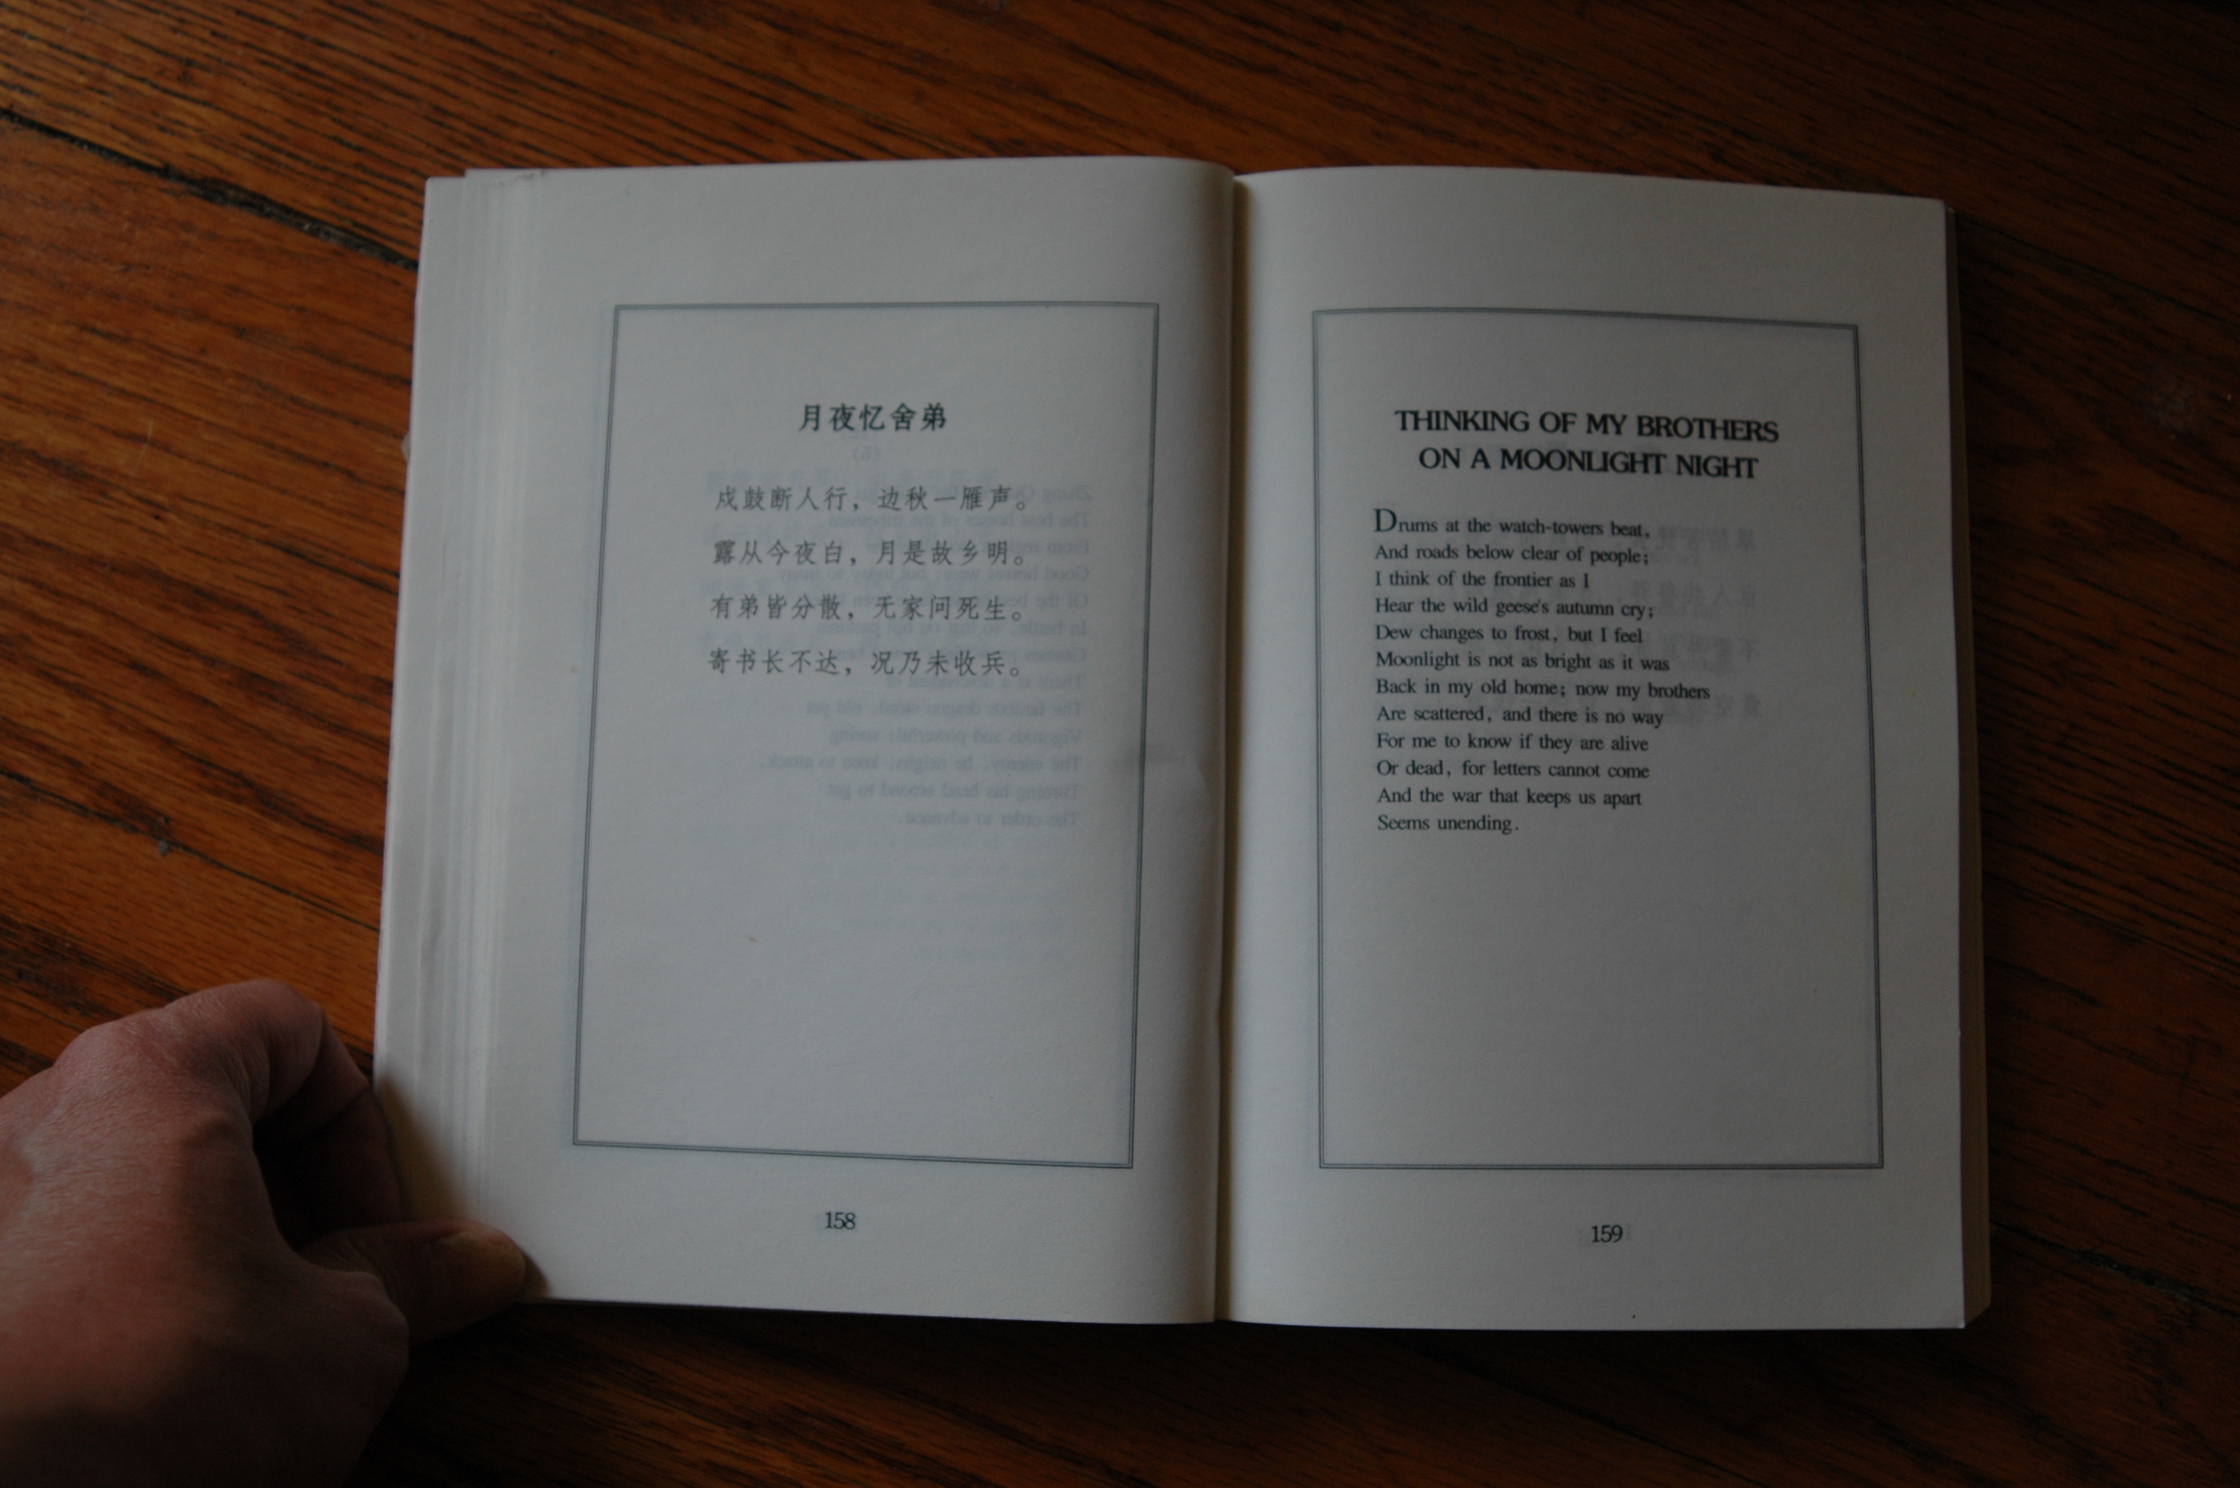 月夜忆舍弟
戍鼓断人行，边秋一雁声。
露从今夜白，月是故乡明。
有弟皆分散，无家问死生。
寄书长不达，况乃未收兵。
158
THINKING OF MY BROTHERS
ON A MOONLIGHT NIGHT
Drums at the watch-towers beat,
And roads below clear of people;
I think of the frontier as I
Hear the wild geese's autumn cry;
Dew changes to frost, but I feel
Moonlight is not as bright as it was
Back in my old home; now my brothers
Are scattered, and there is no way
For me to know if they are alive
Or dead, for letters cannot come
And the war that keeps us apart
Seems unending.
159